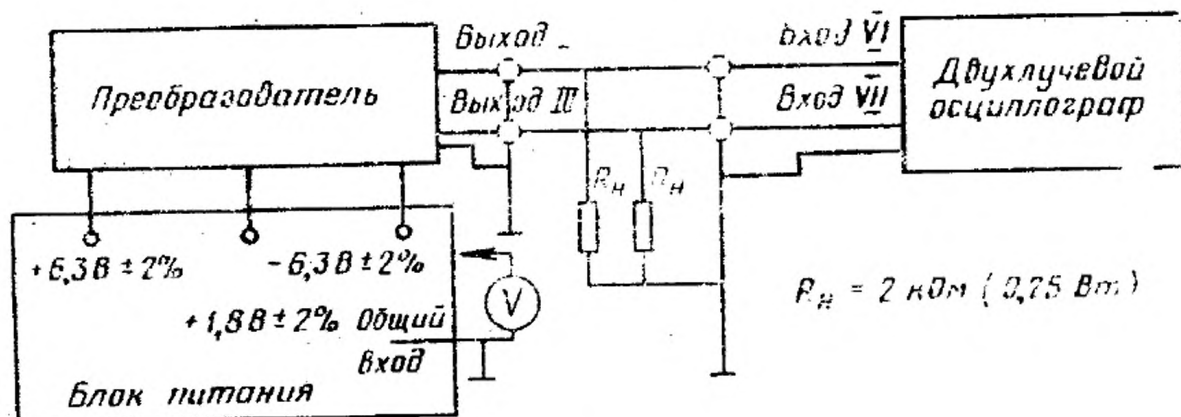 Преобразователь
Выход
Выход III
Вход VI
Вход VII
Двухлучевой
осциллограф
Rн
Rн
+6,3В ± 2%
-6,3В ± 2%
+1,8В ± 2% Общий
вход
V
Блок питания
Rн = 2 кОм (0,25 Вт)